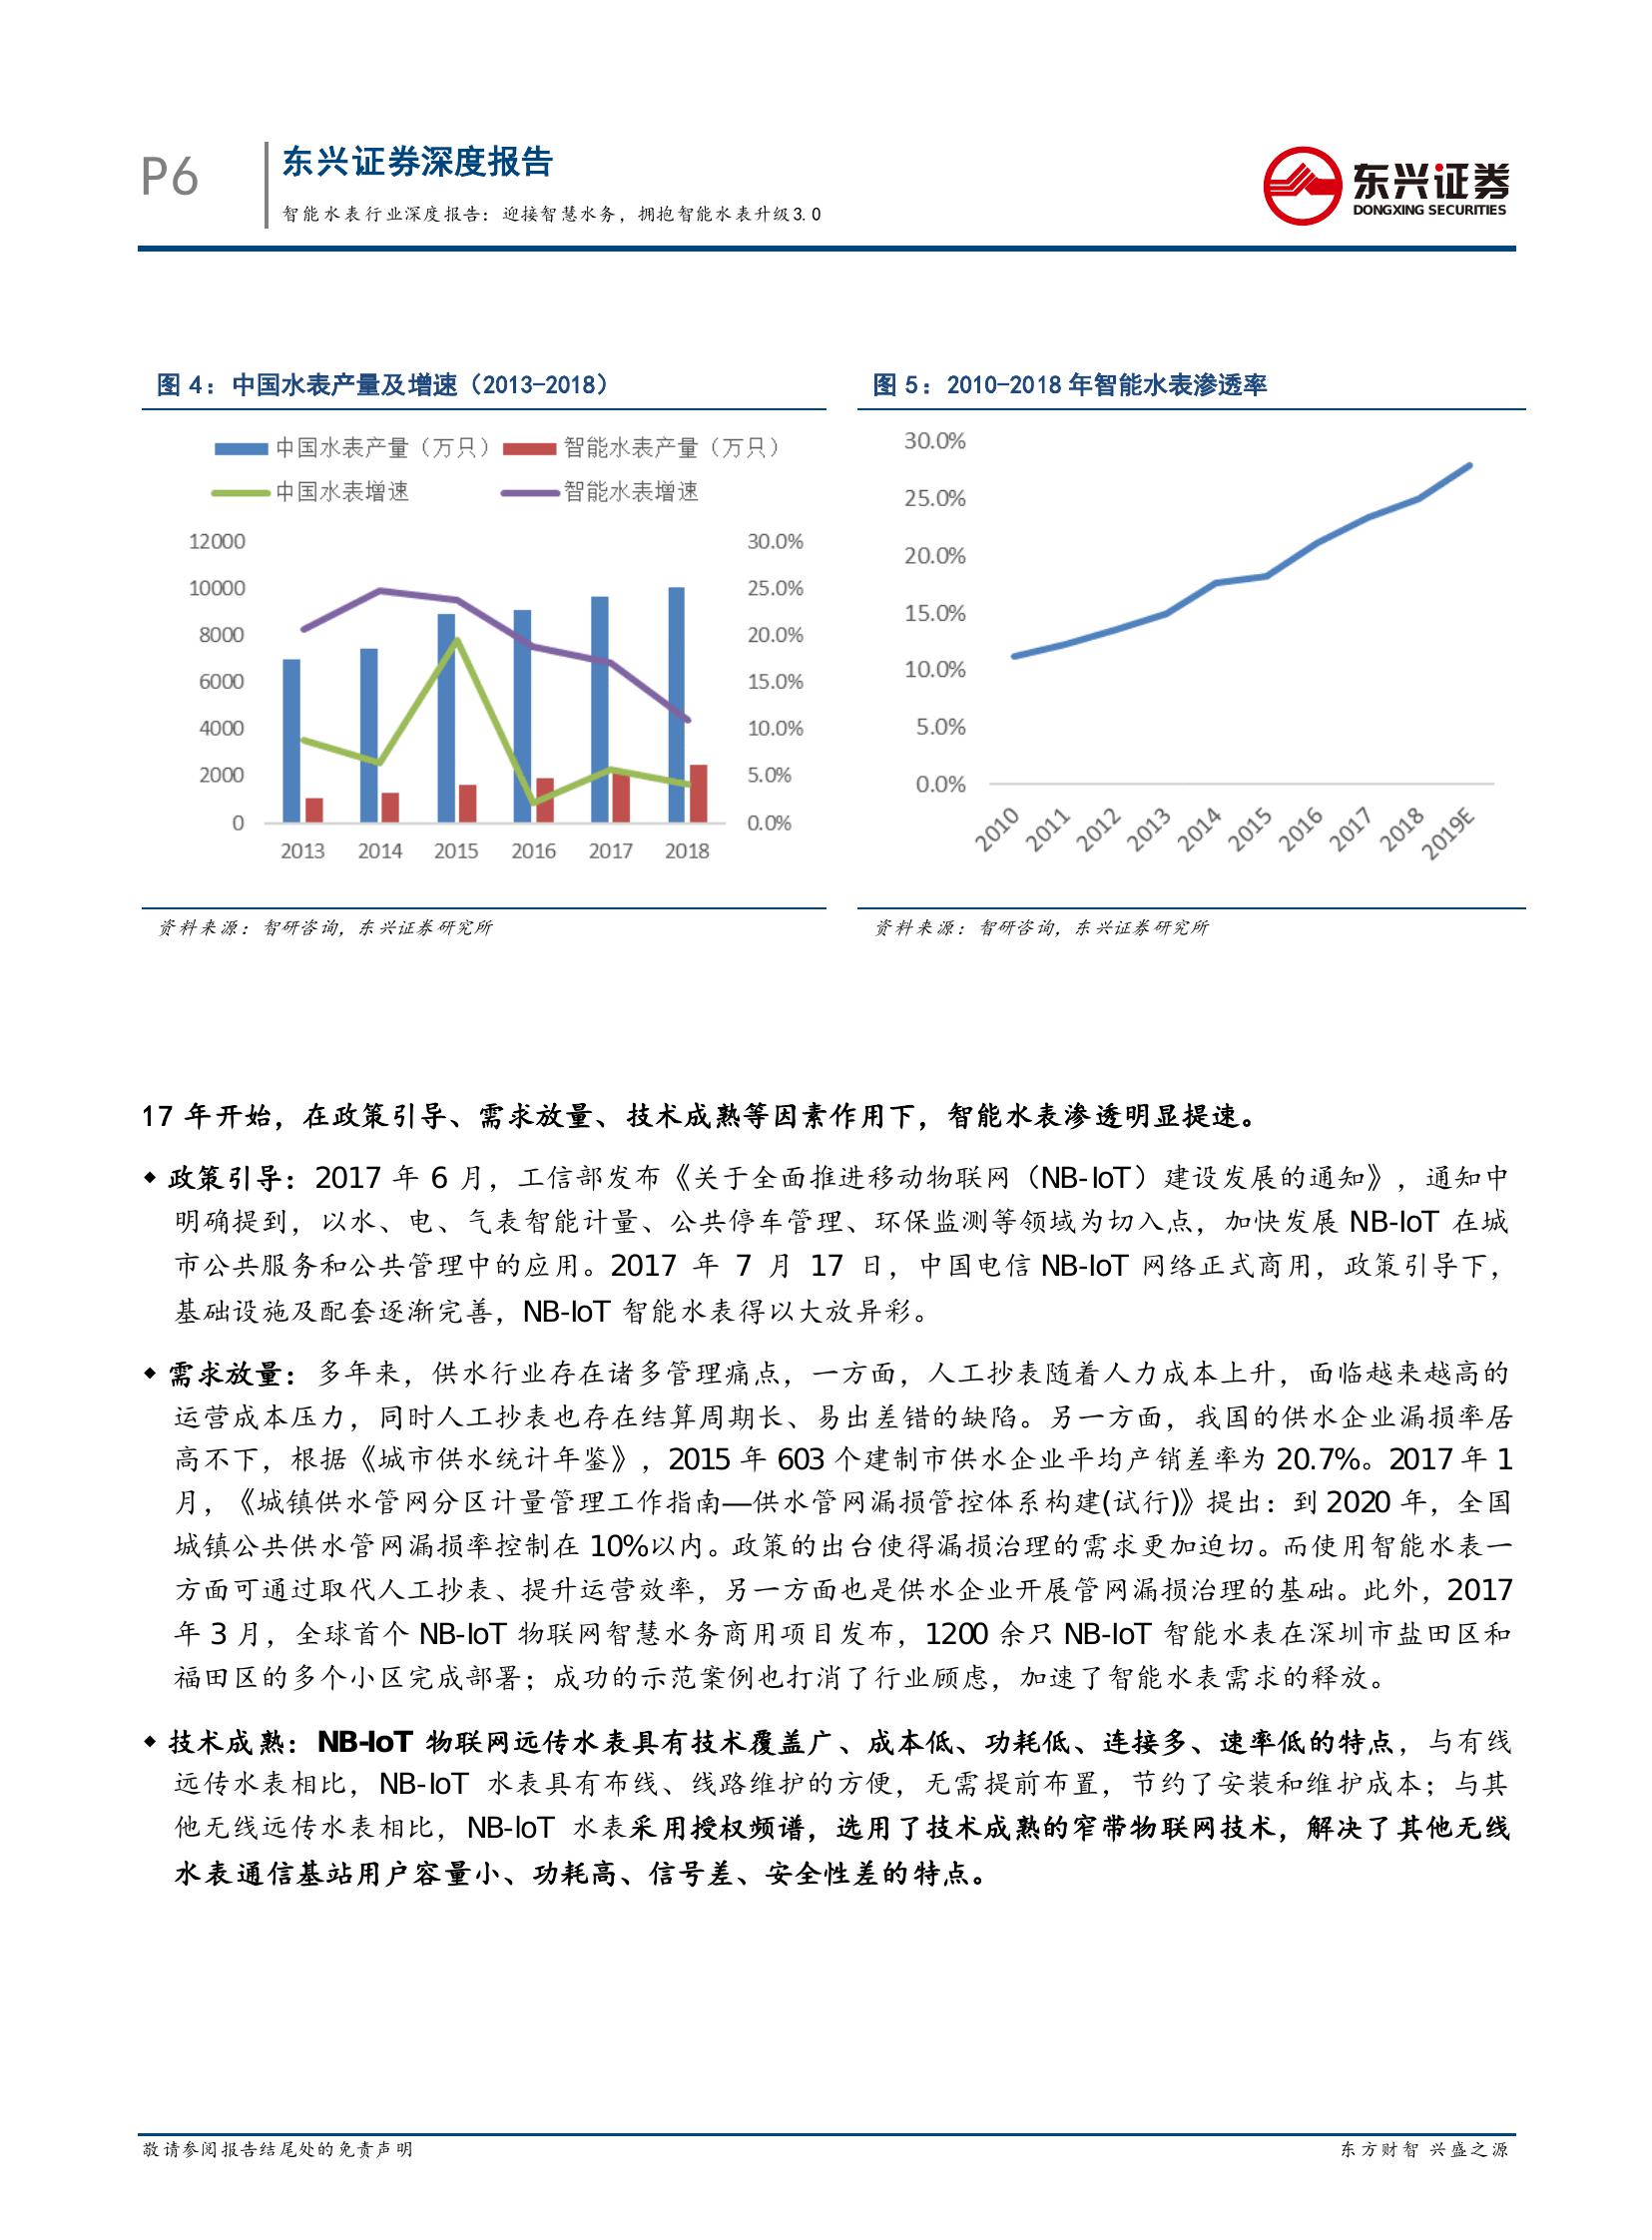 P6
东兴证券深度报告
智能水表行业深度报告：迎接智慧水务，拥抱智能水表升级3.0
东兴证券
DONGXING SECURITIES
图 4：中国水表产量及增速（2013-2018）
中国水表产量（万只）
智能水表产量（万只）
中国水表增速
智能水表增速
12000
10000
8000
6000
4000
2000
0
30.0%
25.0%
20.0%
15.0%
10.0%
5.0%
0.0%
2013 2014 2015 2016 2017 2018
资料来源：智研咨询，东兴证券研究所
图 5：2010-2018 年智能水表渗透率
30.0%
25.0%
20.0%
15.0%
10.0%
5.0%
0.0%
2010 2011 2012 2013 2014 2015 2016 2017 2018 2019E
资料来源：智研咨询，东兴证券研究所
17 年开始，在政策引导、需求放量、技术成熟等因素作用下，智能水表渗透明显提速。
◆ 政策引导：2017 年 6 月，工信部发布《关于全面推进移动物联网（NB-IoT）建设发展的通知》，通知中
明确提到，以水、电、气表智能计量、公共停车管理、环保监测等领域为切入点，加快发展 NB-IoT 在城
市公共服务和公共管理中的应用。2017 年 7 月 17 日，中国电信 NB-IoT 网络正式商用，政策引导下，
基础设施及配套逐渐完善，NB-IoT 智能水表得以大放异彩。
◆ 需求放量：多年来，供水行业存在诸多管理痛点，一方面，人工抄表随着人力成本上升，面临越来越高的
运营成本压力，同时人工抄表也存在结算周期长、易出差错的缺陷。另一方面，我国的供水企业漏损率居
高不下，根据《城市供水统计年鉴》，2015 年 603 个建制市供水企业平均产销差率为 20.7%。2017 年 1
月，《城镇供水管网分区计量管理工作指南—供水管网漏损管控体系构建(试行)》提出：到 2020 年，全国
城镇公共供水管网漏损率控制在 10%以内。政策的出台使得漏损治理的需求更加迫切。而使用智能水表一
方面可通过取代人工抄表、提升运营效率，另一方面也是供水企业开展管网漏损治理的基础。此外，2017
年 3 月，全球首个 NB-IoT 物联网智慧水务商用项目发布，1200 余只 NB-IoT 智能水表在深圳市盐田区和
福田区的多个小区完成部署；成功的示范案例也打消了行业顾虑，加速了智能水表需求的释放。
◆ 技术成熟：NB-IoT 物联网远传水表具有技术覆盖广、成本低、功耗低、连接多、速率低的特点，与有线
远传水表相比，NB-IoT 水表具有布线、线路维护的方便，无需提前布置，节约了安装和维护成本；与其
他无线远传水表相比，NB-IoT 水表采用授权频谱，选用了技术成熟的窄带物联网技术，解决了其他无线
水表通信基站用户容量小、功耗高、信号差、安全性差的特点。
敬请参阅报告结尾处的免责声明
东方财智 兴盛之源